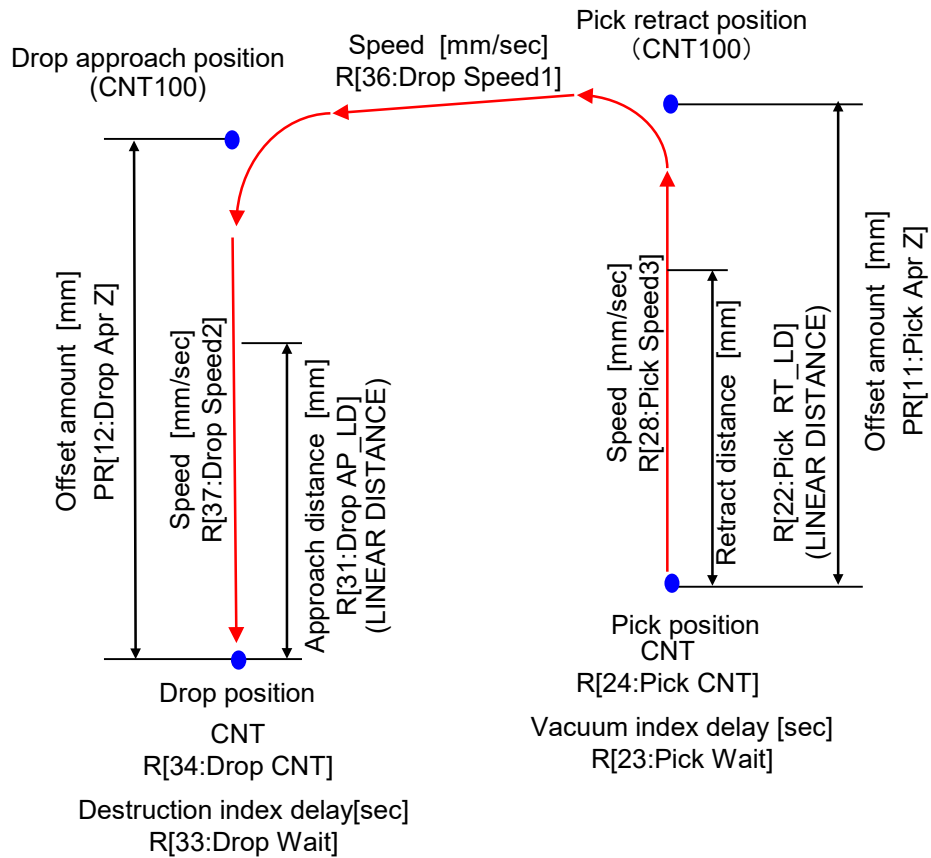 Pick retract position
（CNT100）
Speed [mm/sec]
R[36:Drop Speed1]
Drop approach position
(CNT100)
Offset amount [mm]
PR[12:Drop Apr Z]
Speed [mm/sec]
R[37:Drop Speed2]
Approach distance [mm]
R[31:Drop AP_LD]
(LINEAR DISTANCE)
Speed [mm/sec]
R[28:Pick Speed3]
Retract distance [mm]
R[22:Pick RT_LD]
(LINEAR DISTANCE)
Offset amount [mm]
PR[11:Pick Apr Z]
Drop position
CNT
R[34:Drop CNT]
Destruction index delay[sec]
R[33:Drop Wait]
Pick position
CNT
R[24:Pick CNT]
Vacuum index delay [sec]
R[23:Pick Wait]